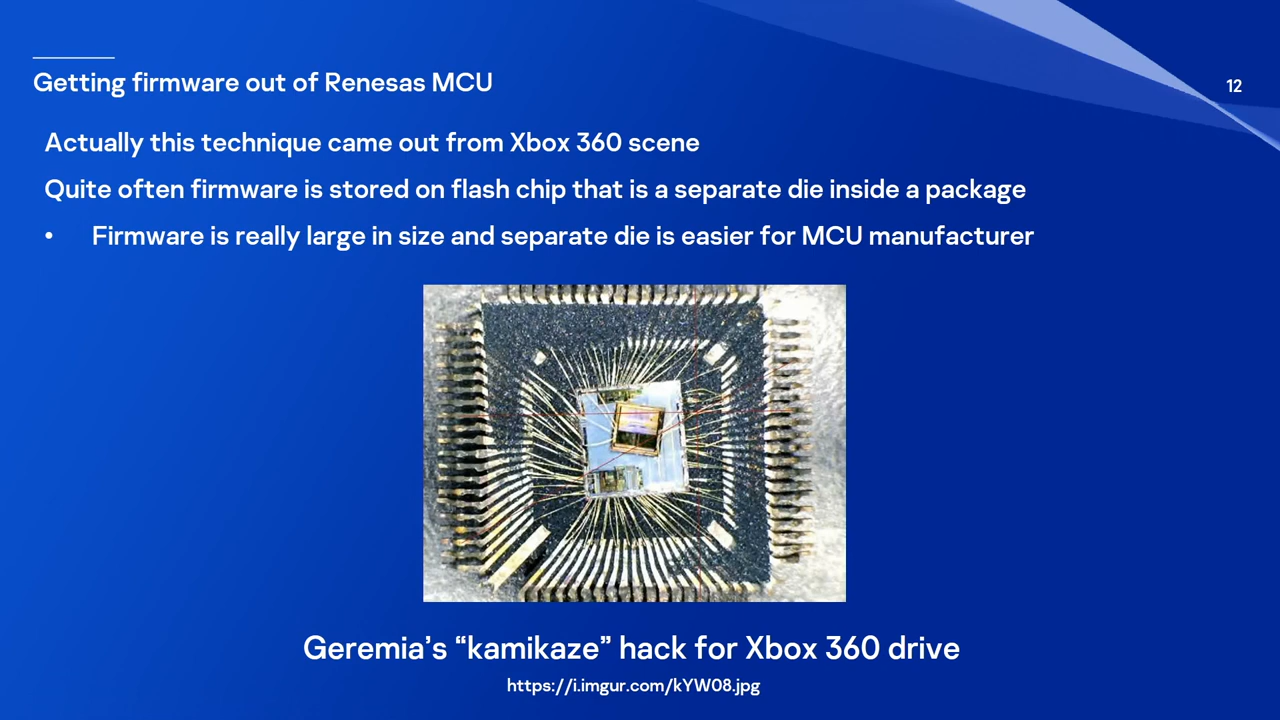 Getting firmware out of Renesas MCU
12
Actually this technique came out from Xbox 360 scene
Quite often firmware is stored on flash chip that is a separate die inside a package
• Firmware is really large in size and separate die is easier for MCU manufacturer
Geremia’s “kamikaze” hack for Xbox 360 drive
https://i.imgur.com/kYW08.jpg